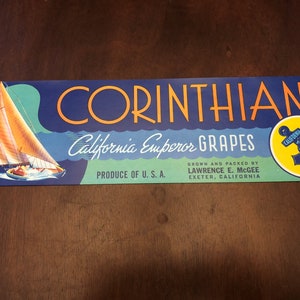 CORINTHIAN
California Emperor GRAPES
PRODUCE OF U.S.A.
GROWN AND PACKED BY
LAWRENCE E. McGEE
EXETER, CALIFORNIA